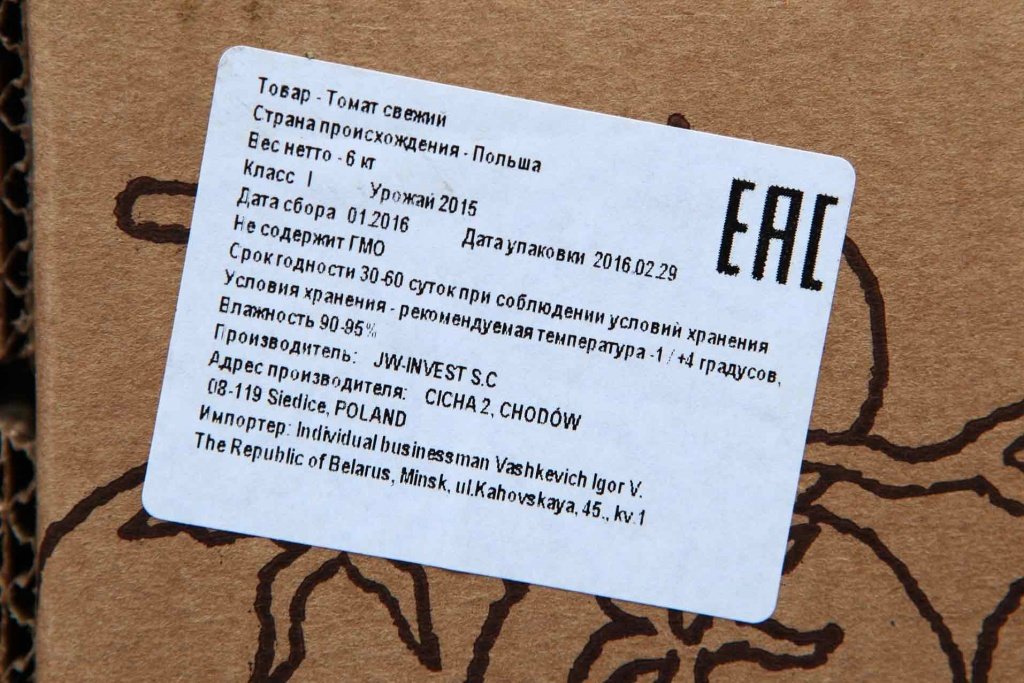 Товар - Томат свежий
Страна происхождения - Польша
Вес нетто - 6 кт
Класс I Урожай 2015
Дата сбора 01.2016 Дата упаковки 2016.02.29
Не содержит ГМО
Срок годности 30-60 суток при соблюдении условий хранения
Условия хранения - рекомендуемая температура -1 / +4 градусов,
Влажность 90-95%
Производитель: JW-INVEST S.C
Адрес производителя: CICHA 2, CHODÓW
08-119 Siedlce, POLAND
Импортер: Individual businessman Vashkevich Igor V.
The Republic of Belarus, Minsk, ul.Kahovskaya, 45., kv.1
EAC